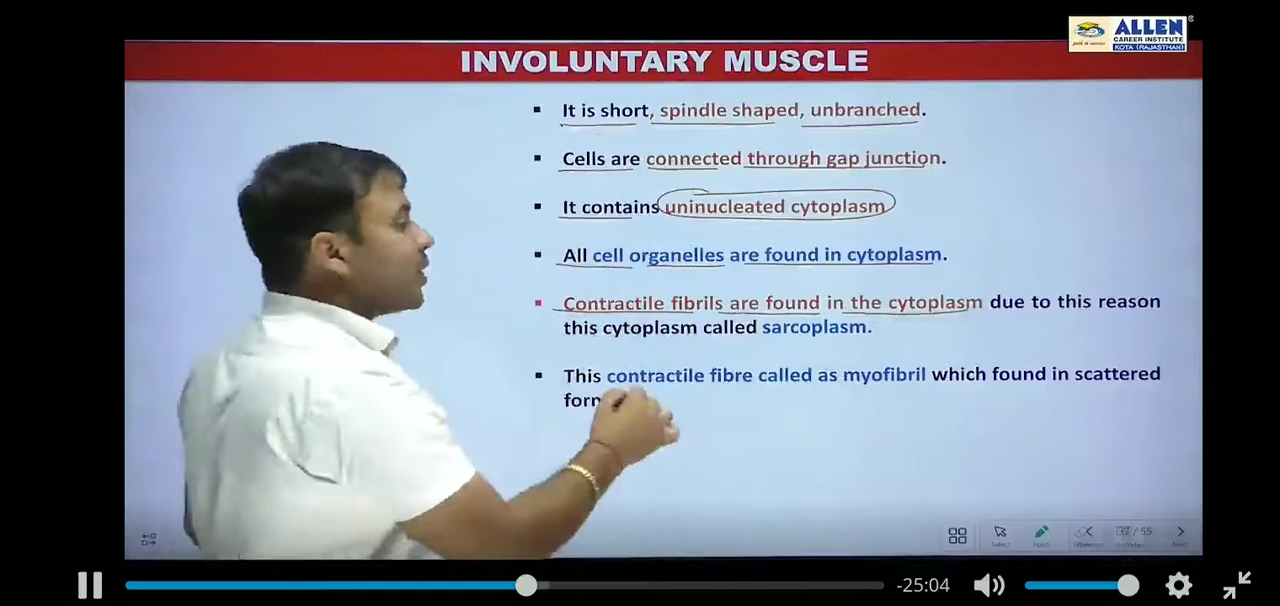 ALLEN
CAREER INSTITUTE
KOTA (RAJASTHAN)
INVOLUNTARY MUSCLE
▪ It is short, spindle shaped, unbranched.
▪ Cells are connected through gap junction.
▪ It contains uninucleated cytoplasm
▪ All cell organelles are found in cytoplasm.
▪ Contractile fibrils are found in the cytoplasm due to this reason
this cytoplasm called sarcoplasm.
▪ This contractile fibre called as myofibril which found in scattered
Select
37 / 55
-25:04